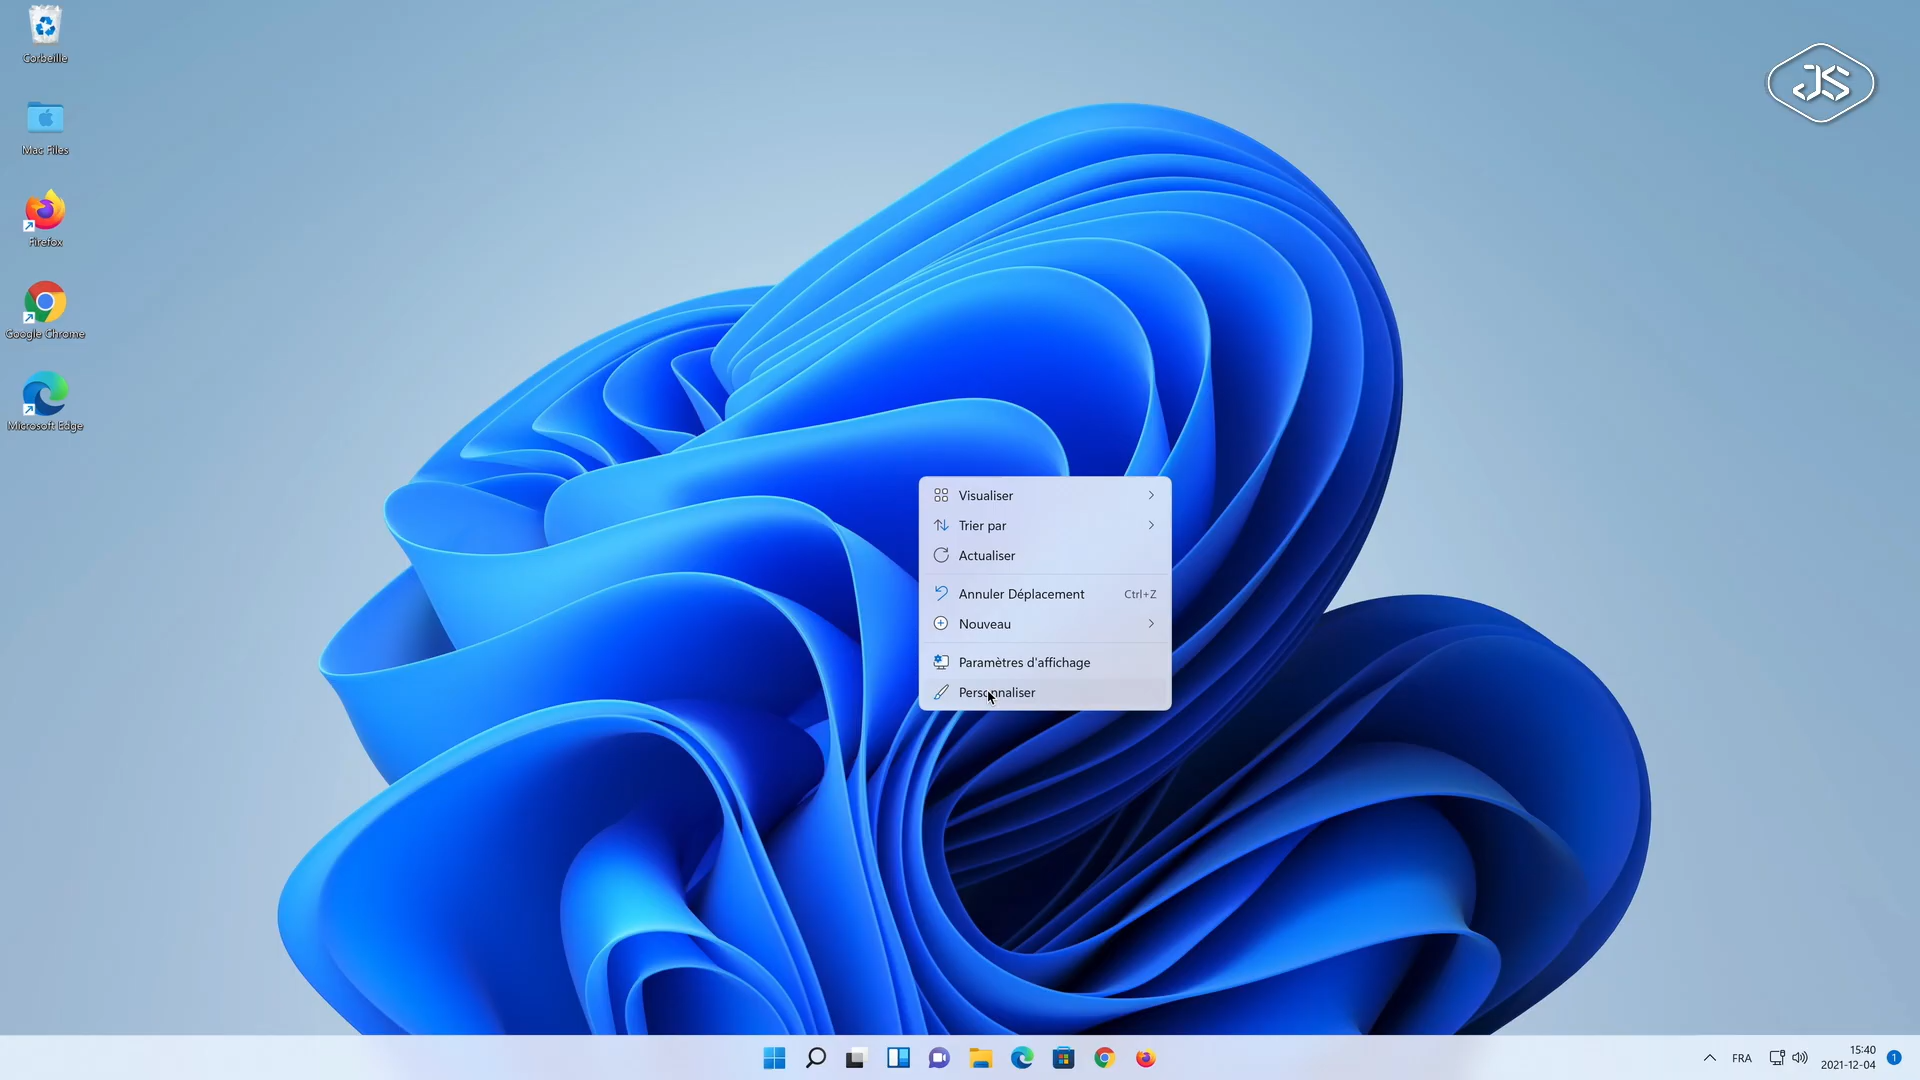 Corbeille
Mac Files
Firefox
Google Chrome
Microsoft Edge
JS
Visualiser
Trier par
Actualiser
Annuler Déplacement Ctrl+Z
Nouveau
Paramètres d'affichage
Personnaliser
FRA
15:40
2021-12-04
1